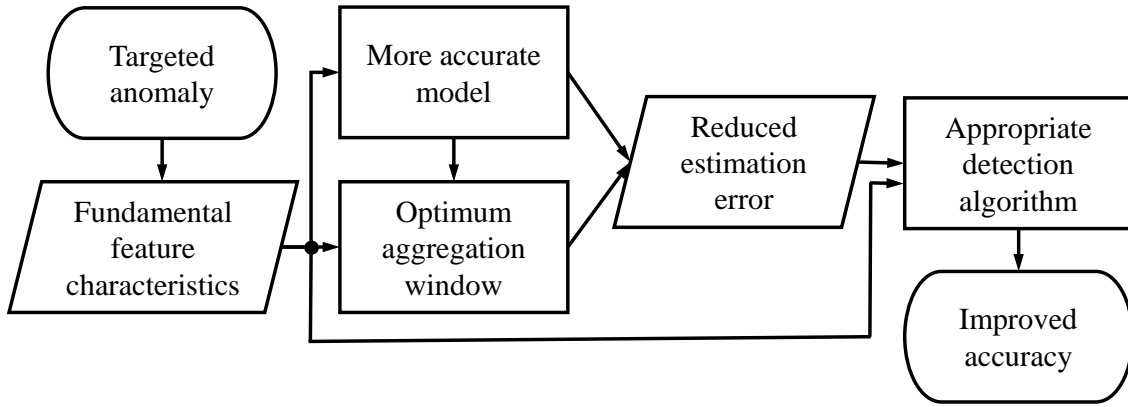 Targeted
anomaly
Fundamental
feature
characteristics
More accurate
model
Optimum
aggregation
window
Reduced
estimation
error
Appropriate
detection
algorithm
Improved
accuracy